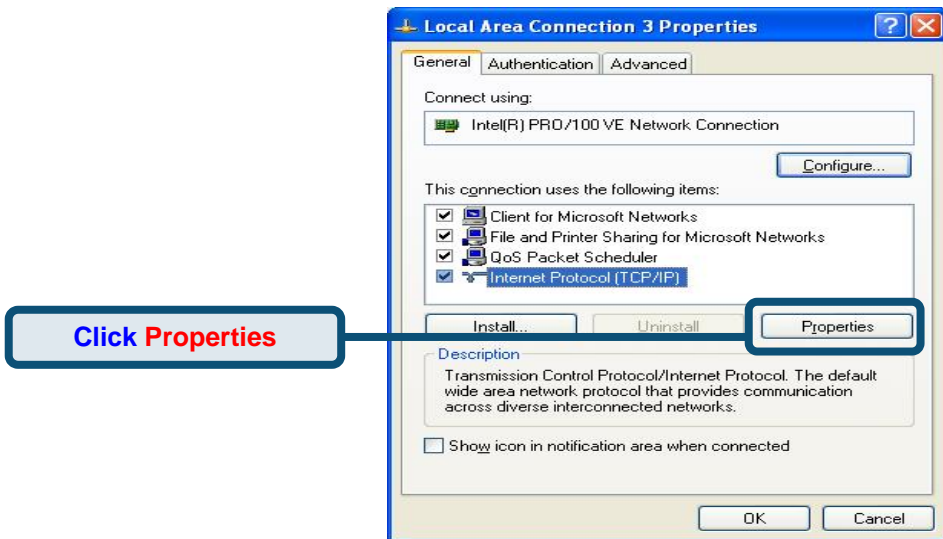 Local Area Connection 3 Properties
General Authentication Advanced
Connect using:
Intel(R) PRO/100 VE Network Connection
Configure...
This connection uses the following items:
Client for Microsoft Networks
File and Printer Sharing for Microsoft Networks
QoS Packet Scheduler
Internet Protocol (TCP/IP)
Click Properties
Install... Uninstall Properties
Description
Transmission Control Protocol/Internet Protocol. The default
wide area network protocol that provides communication
across diverse interconnected networks.
Show icon in notification area when connected
OK Cancel